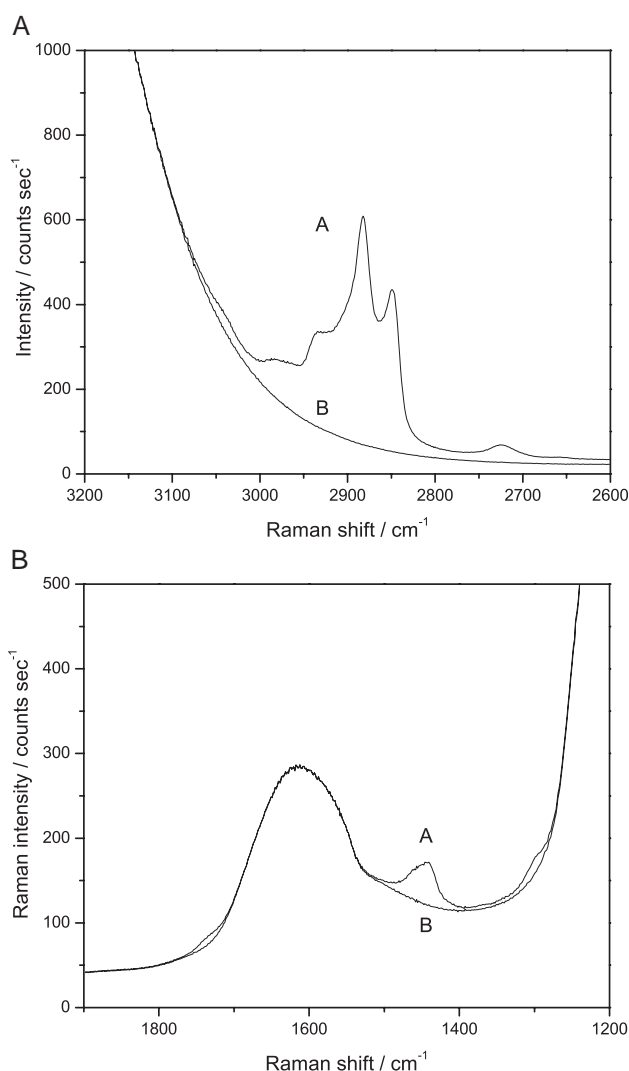 A
1000
800
600
400
200
0
Intensity / counts sec-1
A
B
3200 3100 3000 2900 2800 2700 2600
Raman shift / cm-1
B
500
400
300
200
100
0
Raman intensity / counts sec-1
A
B
1800 1600 1400 1200
Raman shift / cm-1